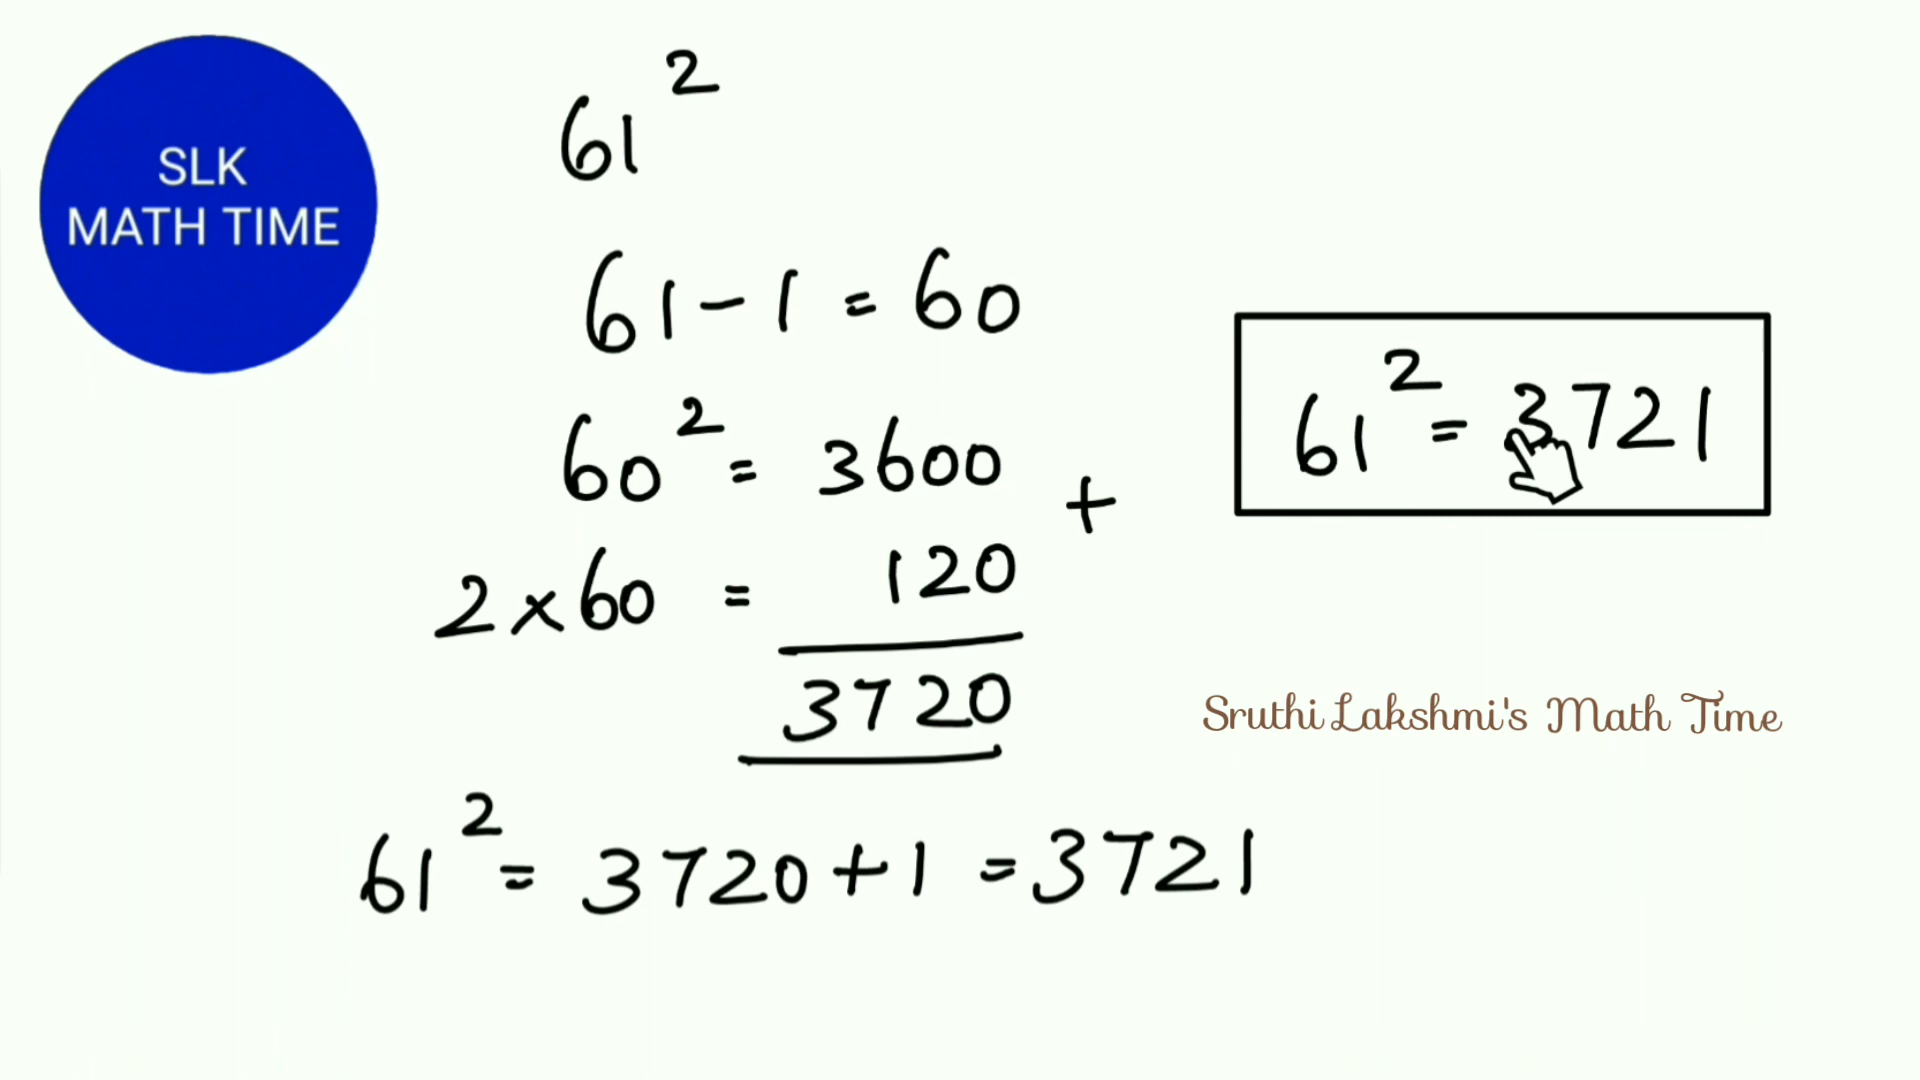 SLK
MATH TIME
61²
61 - 1 = 60
60² = 3600
+
2 × 60 = 120
3720
61² = 3720 + 1 = 3721
61² = 3721
Sruthi Lakshmi's Math Time